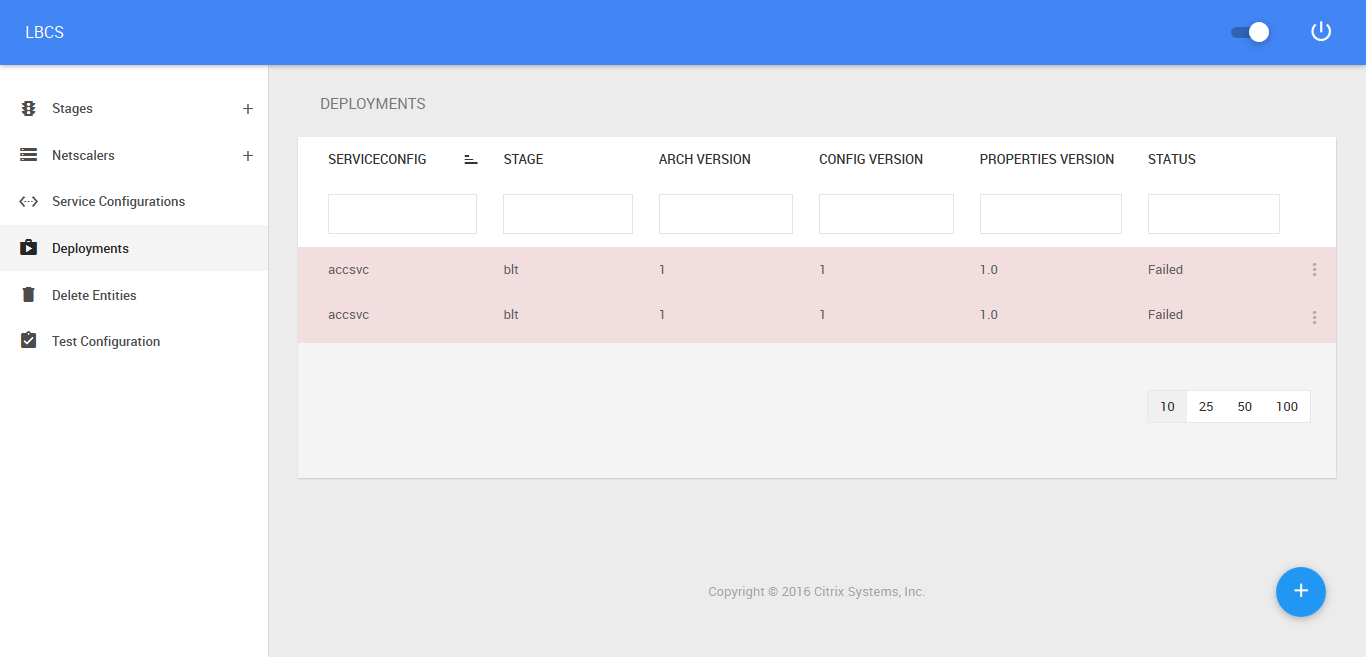 LBCS
Stages
Netscalers
Service Configurations
Deployments
Delete Entities
Test Configuration
DEPLOYMENTS
SERVICECONFIG STAGE ARCH VERSION CONFIG VERSION PROPERTIES VERSION STATUS
accsvc blt 1 1 1.0 Failed
accsvc blt 1 1 1.0 Failed
10 25 50 100
Copyright © 2016 Citrix Systems, Inc.